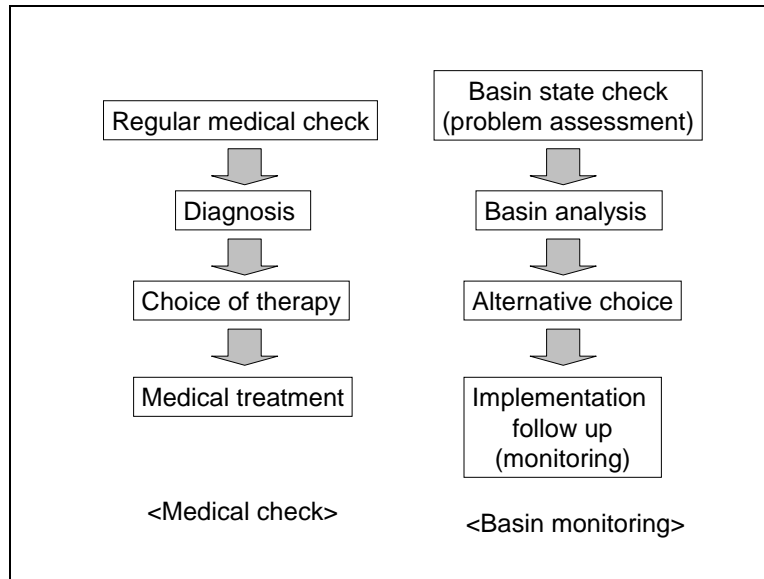 Regular medical check
Diagnosis
Choice of therapy
Medical treatment
<Medical check>
Basin state check
(problem assessment)
Basin analysis
Alternative choice
Implementation
follow up
(monitoring)
<Basin monitoring>